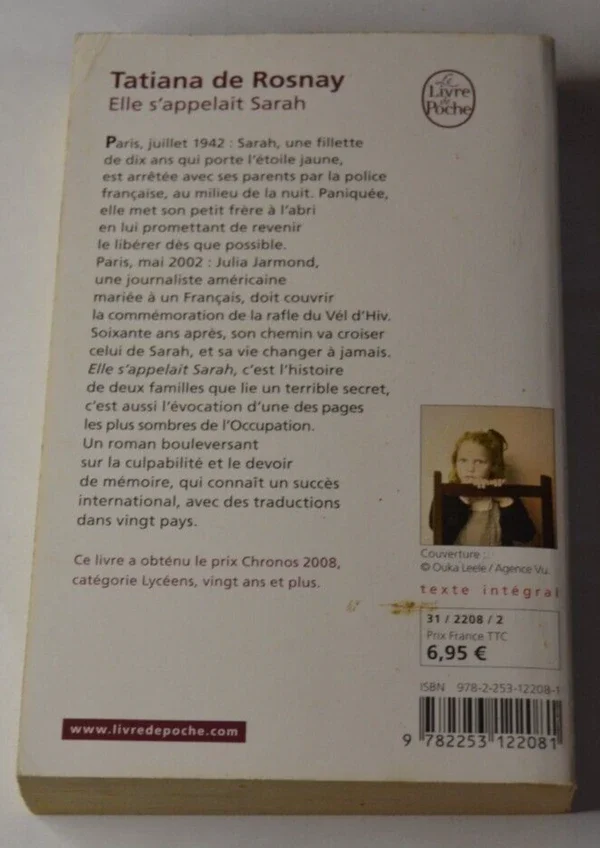 Tatiana de Rosnay
Elle s'appelait Sarah
Le
Livre
de
Poche
Paris, juillet 1942 : Sarah, une fillette
de dix ans qui porte l'étoile jaune,
est arrêtée avec ses parents par la police
française, au milieu de la nuit. Paniquée,
elle met son petit frère à l'abri
en lui promettant de revenir
le libérer dès que possible.
Paris, mai 2002 : Julia Jarmond,
une journaliste américaine
mariée à un Français, doit couvrir
la commémoration de la rafle du Vél d'Hiv.
Soixante ans après, son chemin va croiser
celui de Sarah, et sa vie changer à jamais.
Elle s'appelait Sarah, c'est l'histoire
de deux familles que lie un terrible secret,
c'est aussi l'évocation d'une des pages
les plus sombres de l'Occupation.
Un roman bouleversant
sur la culpabilité et le devoir
de mémoire, qui connaît un succès
international, avec des traductions
dans vingt pays.
Ce livre a obtenu le prix Chronos 2008,
catégorie Lycéens, vingt ans et plus.
Couverture :
© Ouka Leele / Agence Vu.
texte intégral
31 / 2208 / 2
Prix France TTC
6,95 €
ISBN 978-2-253-12208-1
9 782253 122081
www.livredepoche.com